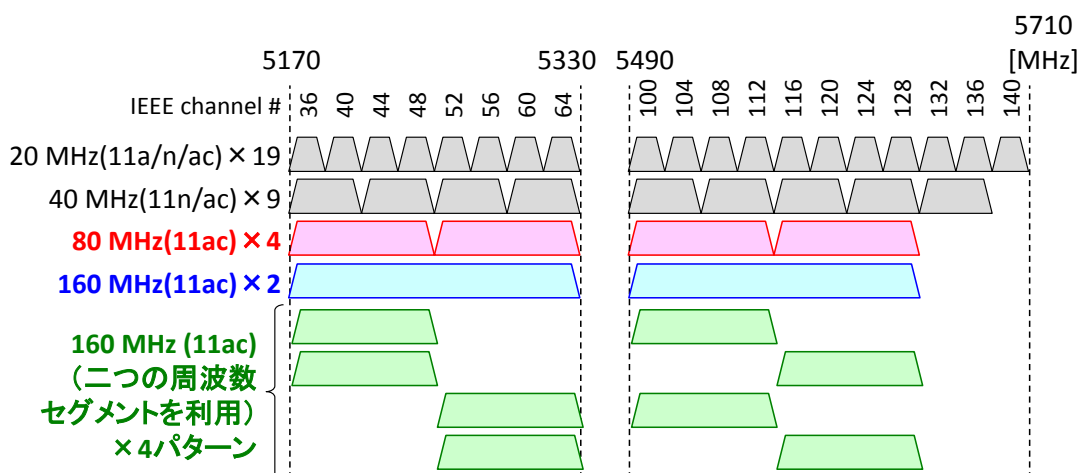 5710
5170 5330 5490 [MHz]
IEEE channel # 36 40 44 48 52 56 60 64 100 104 108 112 116 120 124 128 132 136 140
20 MHz(11a/n/ac)×19
40 MHz(11n/ac)×9
80 MHz(11ac)×4
160 MHz(11ac)×2
160 MHz (11ac)
(二つの周波数
セグメントを利用)
×4パターン